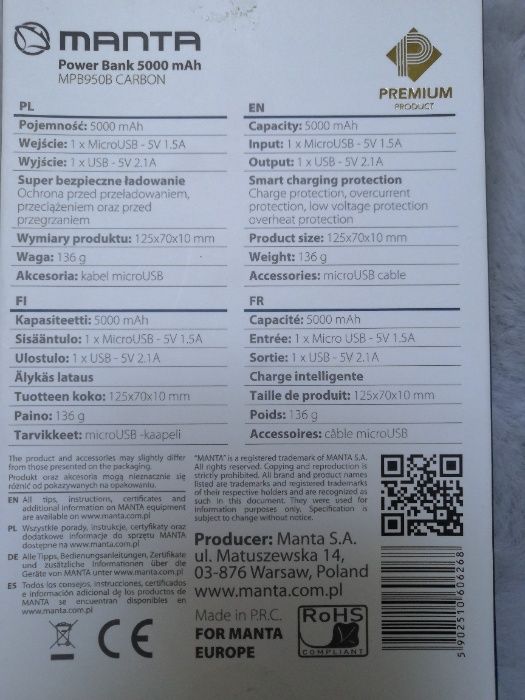 MANTA
Power Bank 5000 mAh
MPB950B CARBON
PREMIUM
PRODUCT
PL
Pojemność: 5000 mAh
Wejście: 1 x MicroUSB - 5V 1.5A
Wyjście: 1 x USB - 5V 2.1A
Super bezpieczne ładowanie
Ochrona przed przeładowaniem,
przeciążeniem oraz przed
przegrzaniem
Wymiary produktu: 125x70x10 mm
Waga: 136 g
Akcesoria: kabel microUSB
EN
Capacity: 5000 mAh
Input: 1 x MicroUSB - 5V 1.5A
Output: 1 x USB - 5V 2.1A
Smart charging protection
Charge protection, overcurrent
protection, low voltage protection
overheat protection
Product size: 125x70x10 mm
Weight: 136 g
Accessories: microUSB cable
FI
Kapasiteetti: 5000 mAh
Sisääntulo: 1 x MicroUSB - 5V 1.5A
Ulostulo: 1 x USB - 5V 2.1A
Älykäs lataus
Tuotteen koko: 125x70x10 mm
Paino: 136 g
Tarvikkeet: microUSB -kaapeli
FR
Capacité: 5000 mAh
Entrée: 1 x Micro USB - 5V 1.5A
Sortie: 1 x USB - 5V 2.1A
Charge intelligente
Taille de produit: 125x70x10 mm
Poids: 136 g
Accessoires: câble microUSB
The product and accessories may slightly differ
from those presented on the packaging.
Produkt oraz akcesoria mogą nieznacznie się
różnić od pokazywanych na opakowaniu.
EN All tips, instructions, certificates and
additional information on MANTA equipment
are available on www.manta.com.pl
PL Wszystkie porady, instrukcje, certyfikaty oraz
dodatkowe informacje do sprzętu MANTA
dostępne na www.manta.com.pl
DE Alle Tipps, Bedienungsanleitungen, Zertifikate
und zusätzliche Informationen über die
Geräte von MANTA unter www.manta.com.pl
ES Todos los consejos, instrucciones, certificados
e información adicional de los productos de
MANTA se encuentran disponibles en
www.manta.com.pl
CE
"MANTA" is a registered trademark of MANTA S.A.
All rights reserved. Copying and reproduction is
strictly prohibited. All brand and product names
listed are trademarks and registered trademarks
of their respective holders and are recognized as
such in this document. They were used for
information purposes only. Specification is
subject to change without notice.
Producer: Manta S.A.
ul. Matuszewska 14,
03-876 Warsaw, Poland
www.manta.com.pl
Made in P.R.C.
FOR MANTA
EUROPE
RoHS
COMPLIANT
5902510606268